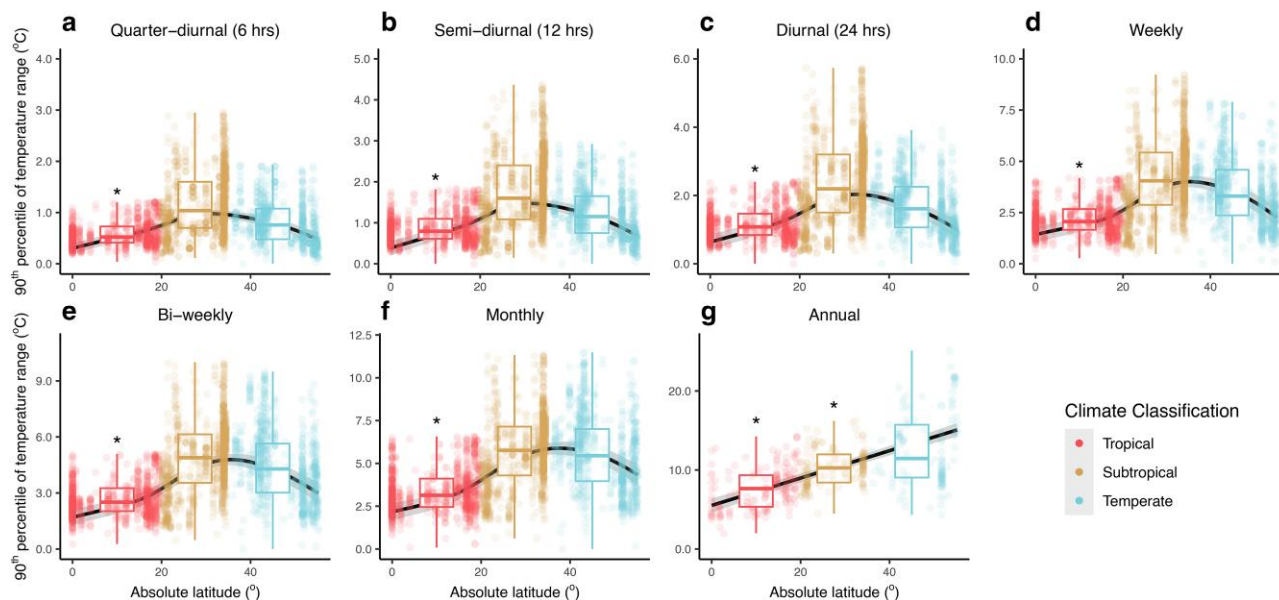 a Quarter–diurnal (6 hrs)
b Semi–diurnal (12 hrs)
c Diurnal (24 hrs)
d Weekly
90th percentile of temperature range (°C)
4.0
3.0
2.0
1.0
0.0
0 20 40
*
5.0
4.0
3.0
2.0
1.0
0.0
0 20 40
*
6.0
4.0
2.0
0.0
0 20 40
*
10.0
7.5
5.0
2.5
0.0
0 20 40
*
e Bi–weekly
f Monthly
g Annual
90th percentile of temperature range (°C)
9.0
6.0
3.0
0.0
0 20 40
*
Absolute latitude (°)
12.5
10.0
7.5
5.0
2.5
0.0
0 20 40
*
Absolute latitude (°)
20.0
10.0
0.0
0 20 40
* *
Absolute latitude (°)
Climate Classification
Tropical
Subtropical
Temperate